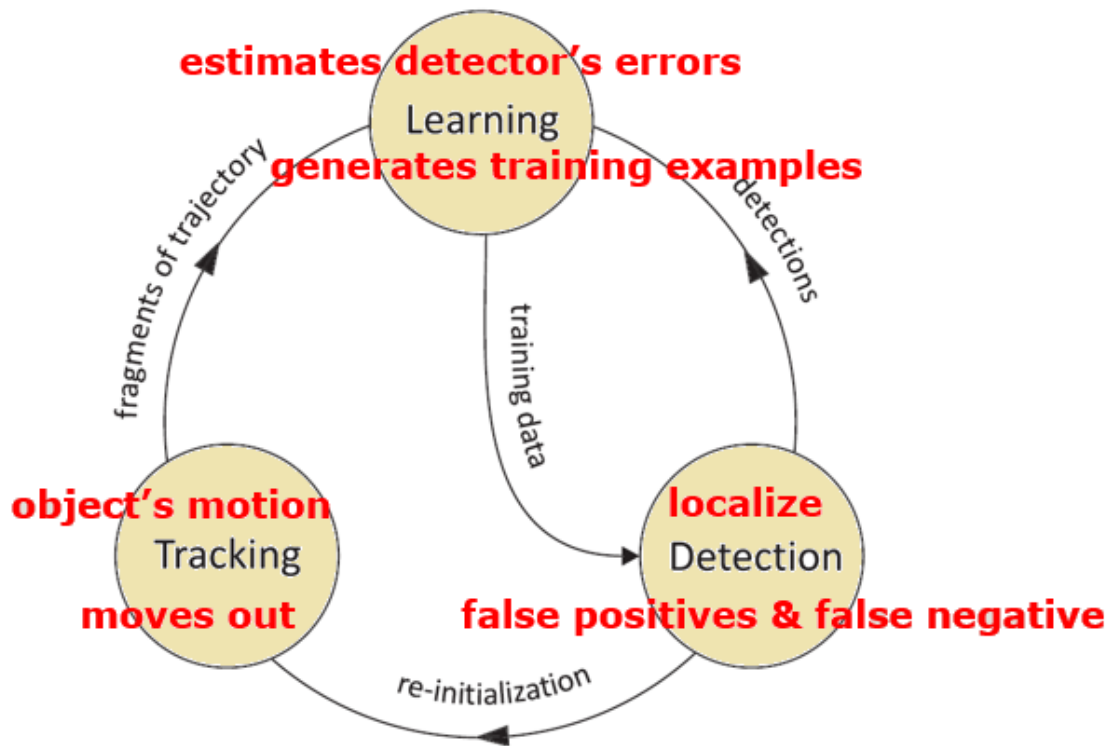 estimates detector’s errors
Learning
generates training examples
fragments of trajectory
detections
training data
object’s motion
Tracking
moves out
localize
Detection
false positives & false negative
re-initialization